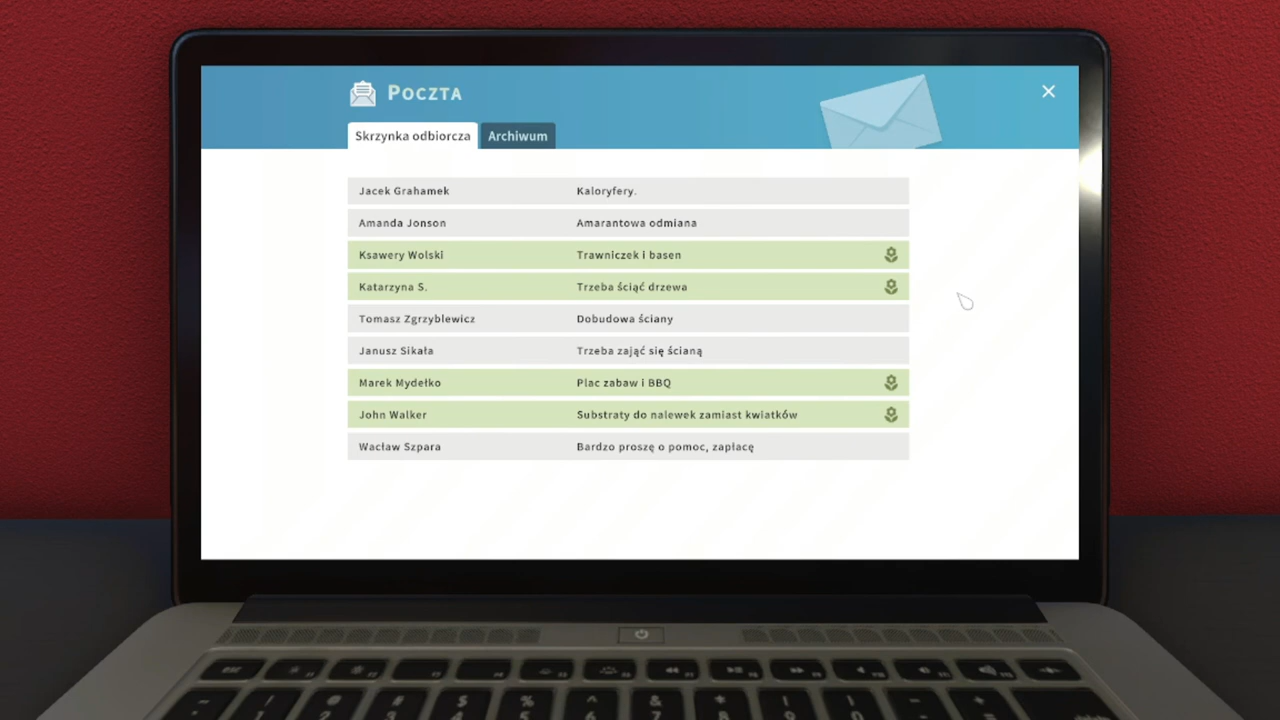 Poczta
Skrzynka odbiorcza Archiwum
Jacek Grahamek Kaloryfery.
Amanda Jonson Amarantowa odmiana
Ksawery Wolski Trawniczek i basen
Katarzyna S. Trzeba ściąć drzewa
Tomasz Zgrzyblewicz Dobudowa ściany
Janusz Sikała Trzeba zająć się ścianą
Marek Mydełko Plac zabaw i BBQ
John Walker Substraty do nalewek zamiast kwiatków
Wacław Szpara Bardzo proszę o pomoc, zapłacę